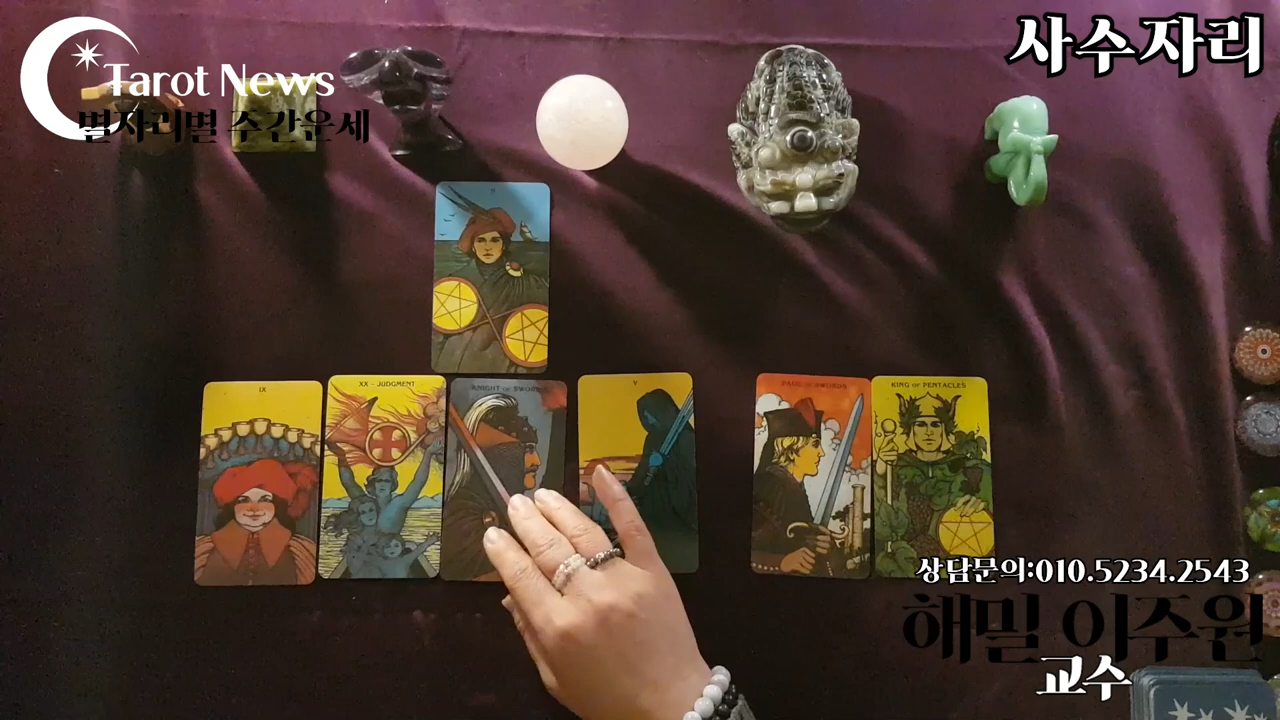 사수자리
Tarot News
별자리별 주간운세
II
IX
XX - JUDGMENT
KNIGHT OF SWORDS
V
PAGE OF SWORDS
KING OF PENTACLES
상담문의:010.5234.2543
해밀 이주원
교수